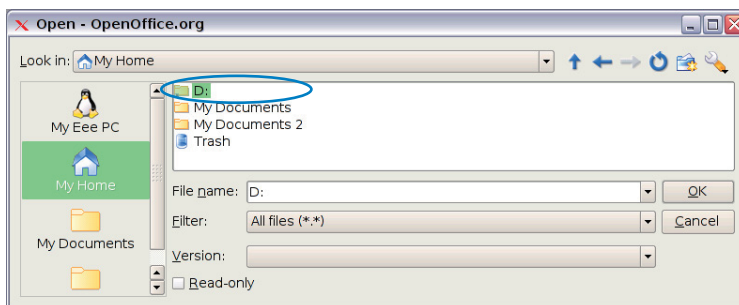 Open - OpenOffice.org
Look in: My Home
D:
My Documents
My Documents 2
Trash
My Eee PC
My Home
My Documents
File name: D: OK
Filter: All files (*.*) Cancel
Version:
Read-only